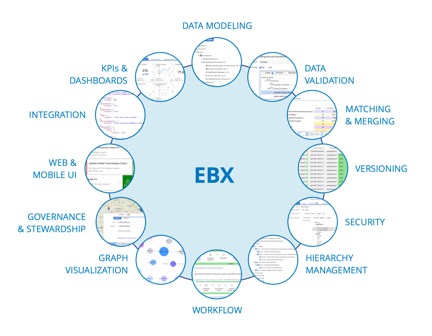 DATA MODELING
DATA
VALIDATION
MATCHING
& MERGING
VERSIONING
SECURITY
HIERARCHY
MANAGEMENT
WORKFLOW
GRAPH
VISUALIZATION
GOVERNANCE
& STEWARDSHIP
WEB &
MOBILE UI
INTEGRATION
KPIs &
DASHBOARDS
EBX